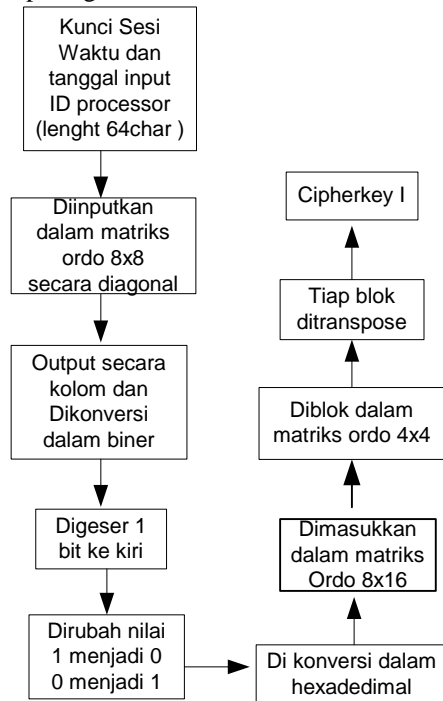 Kunci Sesi
Waktu dan
tanggal input
ID processor
(lenght 64char )
Diinputkan
dalam matriks
ordo 8x8
secara diagonal
Output secara
kolom dan
Dikonversi
dalam biner
Digeser 1
bit ke kiri
Dirubah nilai
1 menjadi 0
0 menjadi 1
Di konversi dalam
hexadedimal
Dimasukkan
dalam matriks
Ordo 8x16
Diblok dalam
matriks ordo 4x4
Tiap blok
ditranspose
Cipherkey I